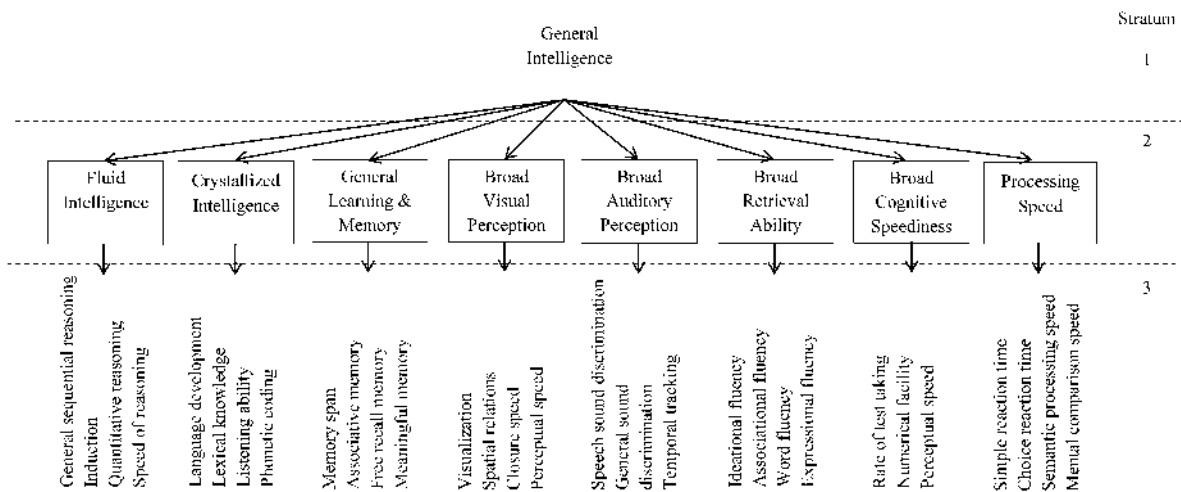 Stratum
General
Intelligence
1
2
Fluid
Intelligence
Crystallized
Intelligence
General
Learning &
Memory
Broad
Visual
Perception
Broad
Auditory
Perception
Broad
Retrieval
Ability
Broad
Cognitive
Speediness
Processing
Speed
3
General sequential reasoning
Induction
Quantitative reasoning
Speed of reasoning
Language development
Lexical knowledge
Listening ability
Phonetic coding
Memory span
Associative memory
Free recall memory
Meaningful memory
Visualization
Spatial relations
Closure speed
Perceptual speed
Speech sound discrimination
General sound
discrimination
Temporal tracking
Ideational fluency
Associational fluency
Word fluency
Expressional fluency
Rate of test taking
Numerical facility
Perceptual speed
Simple reaction time
Choice reaction time
Semantic processing speed
Mental comparison speed